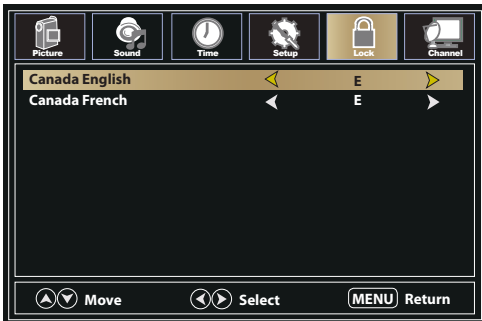 Picture Sound Time Setup Lock Channel
Canada English E
Canada French E
Move Select MENU Return